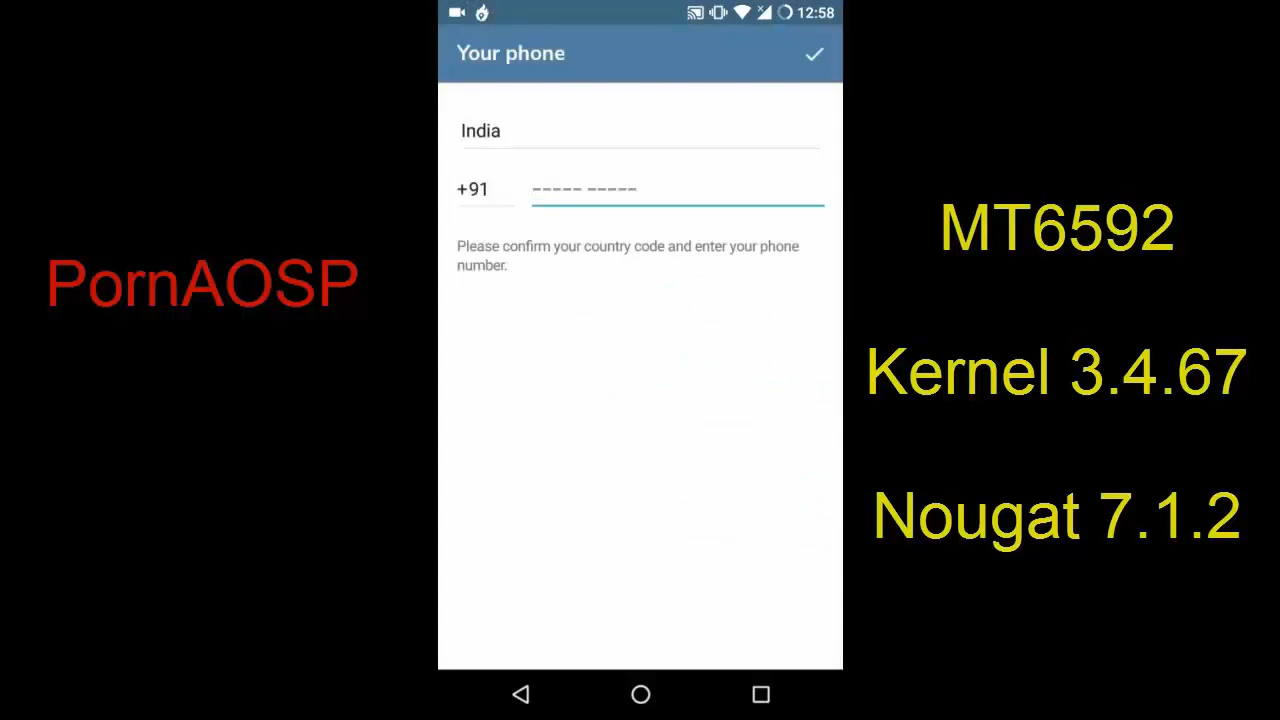 12:58
Your phone
India
+91 ----- -----
Please confirm your country code and enter your phone
number.
PornAOSP
MT6592
Kernel 3.4.67
Nougat 7.1.2